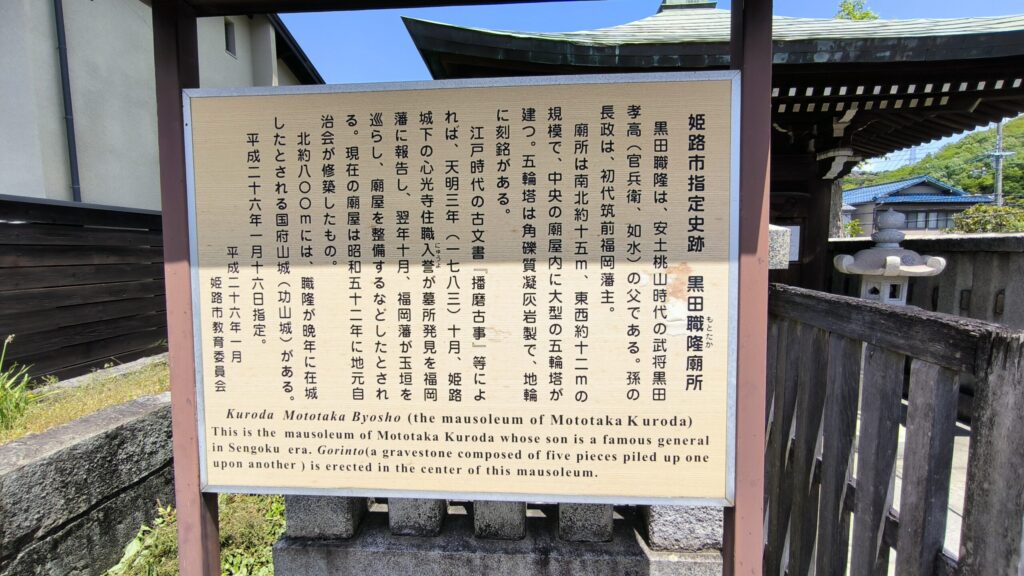 姫路市指定史跡　黒田職隆廟所
もとたか
黒田職隆は、安土桃山時代の武将黒田
孝高（官兵衛、如水）の父である。孫の
長政は、初代筑前福岡藩主。
廟所は南北約十五ｍ、東西約十二ｍの
規模で、中央の廟屋内に大型の五輪塔が
建つ。五輪塔は角礫質凝灰岩製で、地輪
に刻銘がある。
江戸時代の古文書『播磨古事』等によ
れば、天明三年（一七八三）十月、姫路
城下の心光寺住職入誉が墓所発見を福岡
にゅうよ
藩に報告し、翌年十月、福岡藩が玉垣を
巡らし、廟屋を整備するなどしたとされ
る。現在の廟屋は昭和五十二年に地元自
治会が修築したもの。
北約八〇〇ｍには、職隆が晩年に在城
したとされる国府山城（功山城）がある。
平成二十六年一月十六日指定。
平成二十六年一月
姫路市教育委員会
Kuroda Mototaka Byosho (the mausoleum of Mototaka Kuroda)
This is the mausoleum of Mototaka Kuroda whose son is a famous general
in Sengoku era. Gorinto(a gravestone composed of five pieces piled up one
upon another ) is erected in the center of this mausoleum.